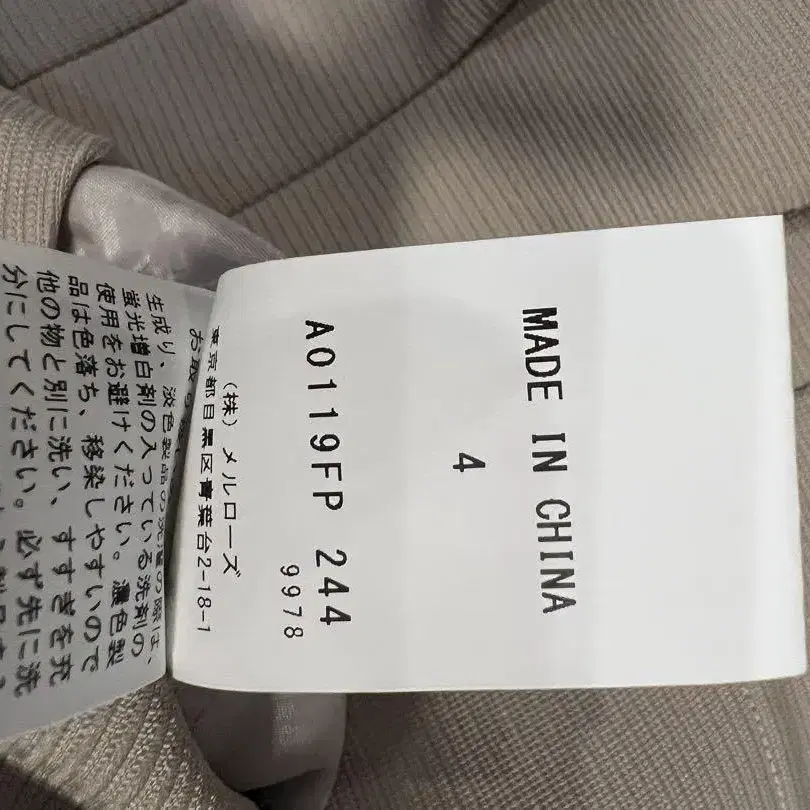 MADE IN CHINA
4
A0119FP 244
9978
(株) メルローズ
東京都目黒区青葉台2-18-1
生成り、淡色製品の洗濯の際は、
蛍光増白剤の入っている洗剤の
使用をお避けください。濃色製
品は色落ち、移染しやすいので
他の物と別に洗い、すすぎを充
分にしてください。必ず先に洗